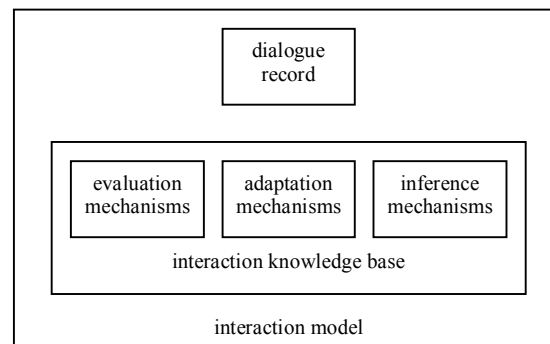 dialogue
record
evaluation
mechanisms
adaptation
mechanisms
inference
mechanisms
interaction knowledge base
interaction model